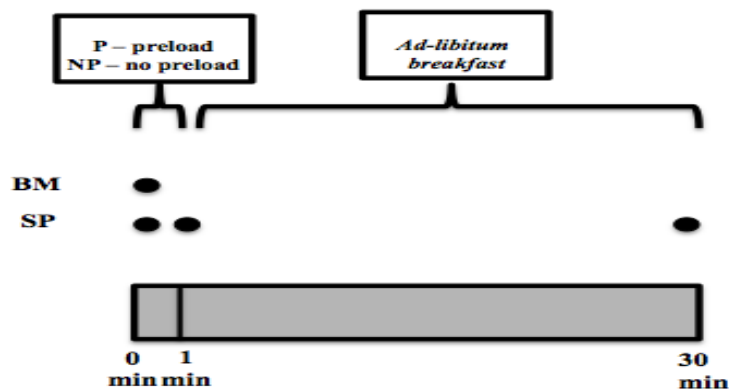 P – preload
NP – no preload
Ad-libitum
breakfast
BM
SP
0 1 30
min min min